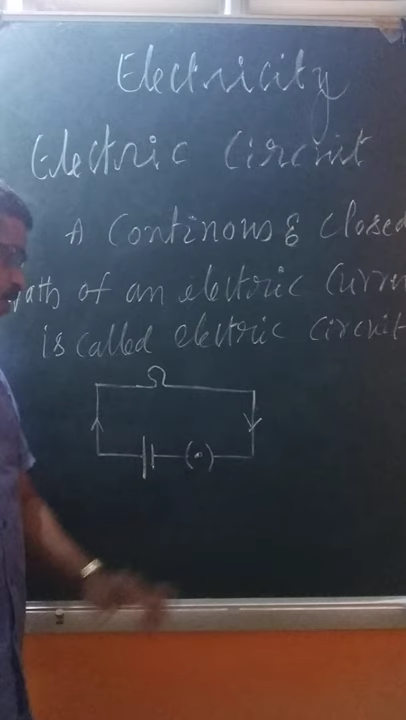 Electricity
Electric Circuit
A Continous & Closed
path of an electric Curren
is called electric circuit